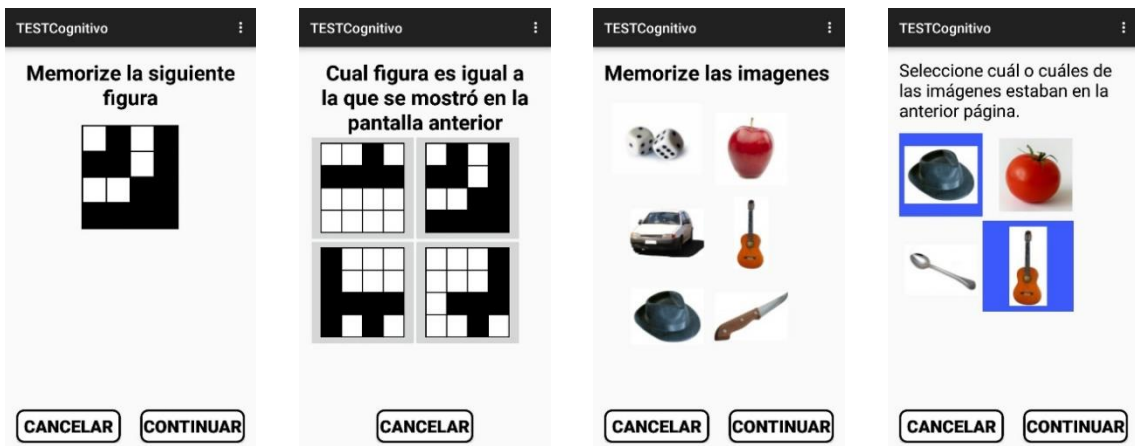 TESTCognitivo
Memorize la siguiente
figura
CANCELAR
CONTINUAR
TESTCognitivo
Cual figura es igual a
la que se mostró en la
pantalla anterior
CANCELAR
TESTCognitivo
Memorize las imagenes
CANCELAR
CONTINUAR
TESTCognitivo
Seleccione cuál o cuáles de
las imágenes estaban en la
anterior página.
CANCELAR
CONTINUAR